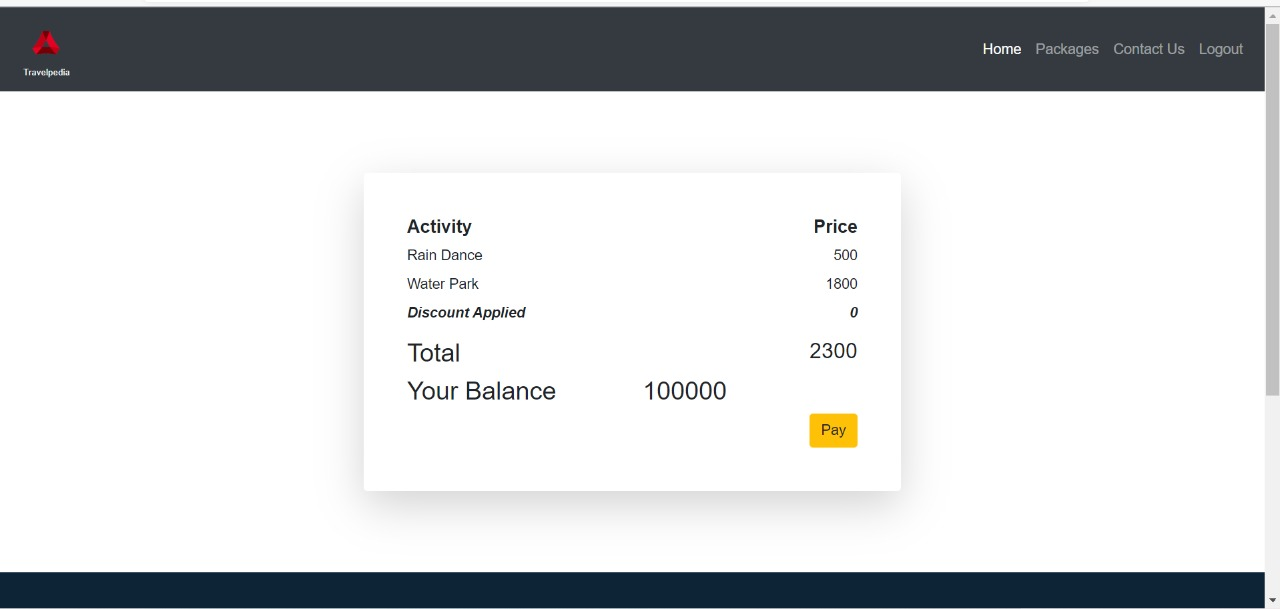 Travelpedia
Home Packages Contact Us Logout
Activity Price
Rain Dance 500
Water Park 1800
Discount Applied 0
Total 2300
Your Balance 100000
Pay